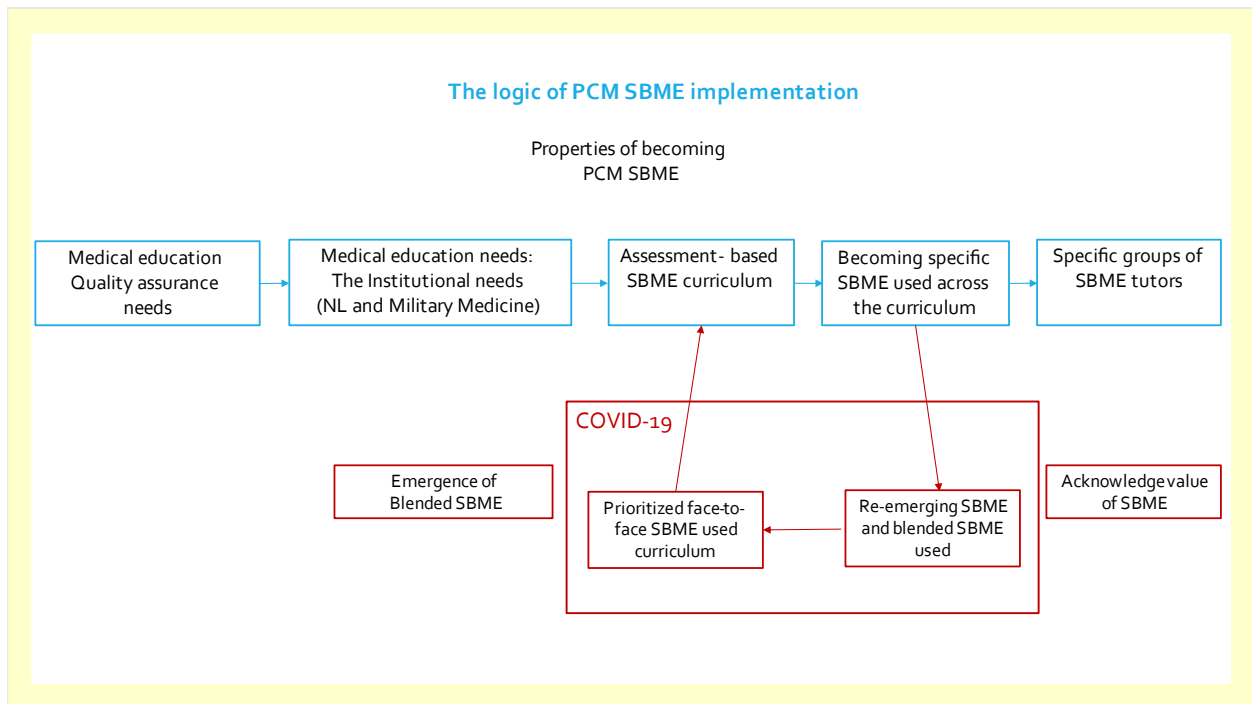 The logic of PCM SBME implementation
Properties of becoming
PCM SBME
Medical education
Quality assurance
needs
Medical education needs:
The Institutional needs
(NL and Military Medicine)
Assessment- based
SBME curriculum
Becoming specific
SBME used across
the curriculum
Specific groups of
SBME tutors
COVID-19
Emergence of
Blended SBME
Prioritized face-to-
face SBME used
curriculum
Re-emerging SBME
and blended SBME
used
Acknowledge value
of SBME